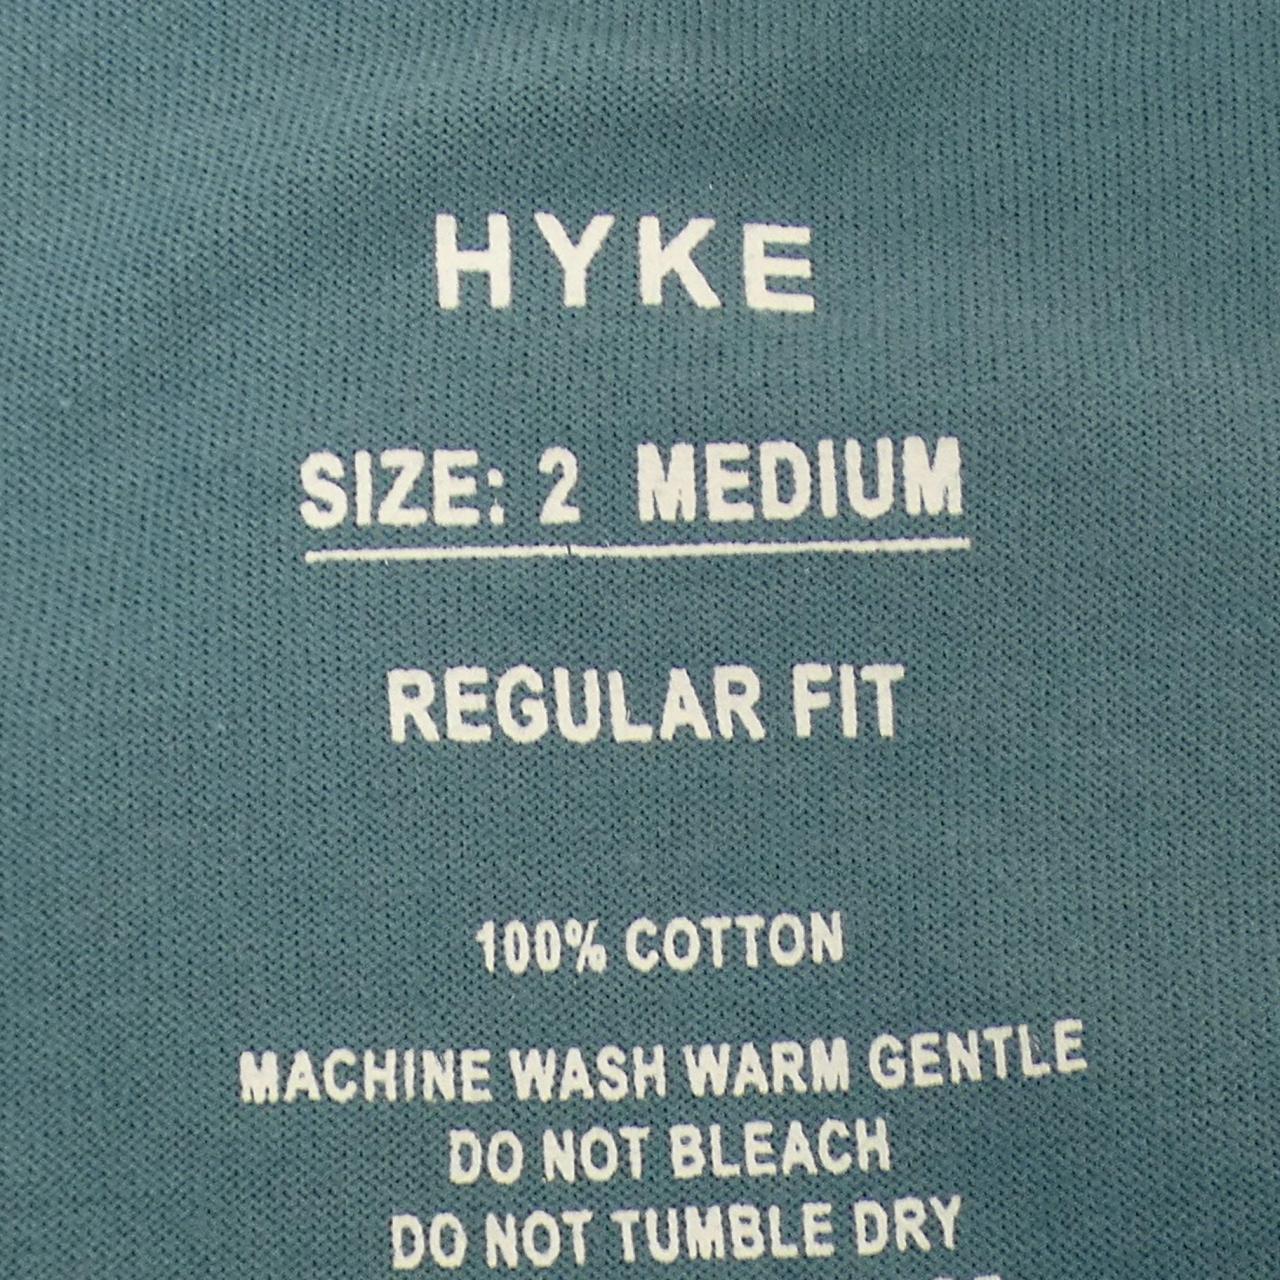 HYKE
SIZE: 2 MEDIUM
REGULAR FIT
100% COTTON
MACHINE WASH WARM GENTLE
DO NOT BLEACH
DO NOT TUMBLE DRY